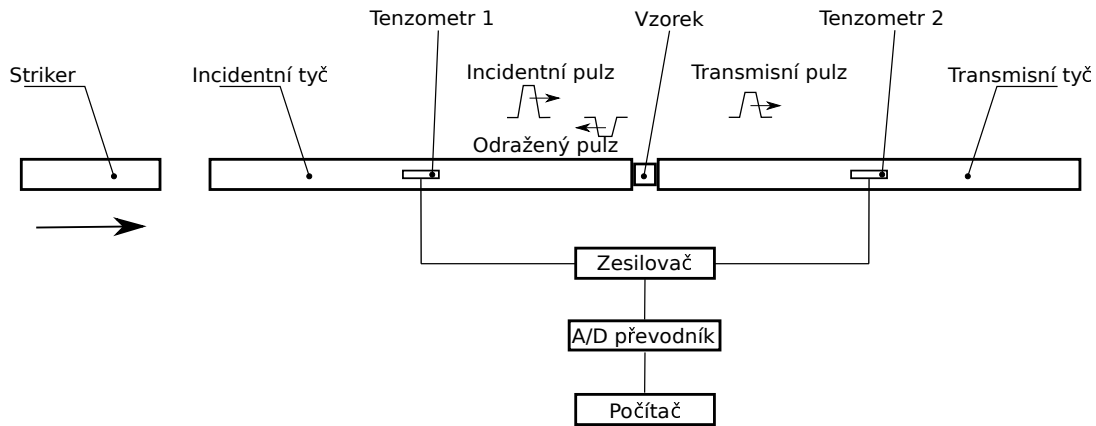 Tenzometr 1
Vzorek
Tenzometr 2
Striker
Incidentní tyč
Incidentní pulz
Transmisní pulz
Transmisní tyč
Odražený pulz
Zesilovač
A/D převodník
Počítač